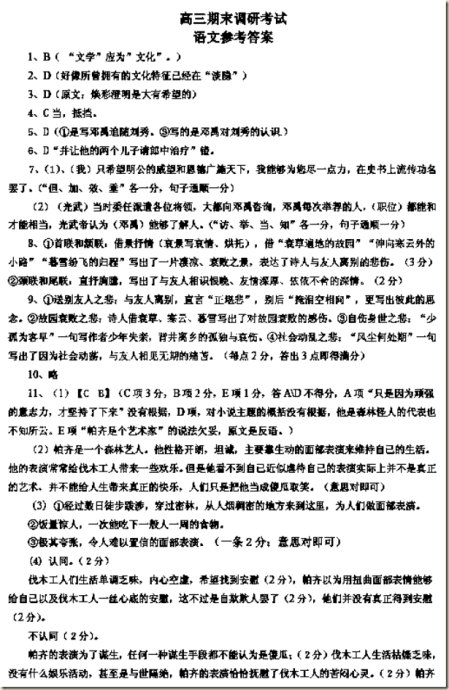 高三期末调研考试
语文参考答案
1、B（“文学”应为”文化”。）
2、D（好像所曾拥有的文化特征已经在“淡隐”）
3、D（原文：焕彩澄明是大有希望的）
4、C 当，抵挡。
5、D（①是写邓禹追随刘秀。⑤写的是邓禹对刘秀的认识）
6、D“并让他的两个儿子请郎中治疗”错。
7、（1）、（我）只希望明公的威望和恩德广施天下，我能够为您尽一点力，在史书上流传功名
罢了。（“但、加、效、垂”各一分，句子通顺一分）
（2）（光武）当时委任派遣各位将领，大都向邓禹咨询，邓禹每次举荐的人，（职位）都能和
才能相当，光武帝认为（邓禹）他能够了解人。（“访、举、当、知”各一分，句子通顺一分）
8、①首联和颔联：借景抒情（哀景写哀情、烘托），借“衰草遍地的故园”“伸向寒云外的
小路”“暮雪纷飞的归程”写出了一片凄凉、衰败之景，表达了诗人与友人离别的悲伤。（3分）
②颈联和尾联：直抒胸臆，写出了与友人相识恨晚、友情深厚、依依不舍的深情。（2分）
9、①送别友人之悲：与友人离别，直言“正堪悲”，别后“掩泪空相向”，更写出彼此的思
念。②故园衰败之悲：诗人借衰草、寒云、暮雪写出了对故园衰败的感伤。③自伤身世之悲：“少
孤为客早”一句写作者少年失亲，背井离乡的孤独与哀伤。④社会动乱之悲：“风尘何处期”一句
写出了因为社会动荡，与友人相见无期的痛苦。（每点2分，答出3点即得满分）
10、略
11、（1）【C B】（C项3分，B项2分，E项1分，答AD不得分，A项“只是因为顽强
的意志力，才坚持了下来”没有根据，D项，对小说主题的概括没有根据，他是森林怪人的代表也
不知所云。E项“帕齐是个艺术家”的说法欠妥，原文是反语。）
（2）帕齐是一个森林艺人。他性格开朗，坦诚，主要靠生动的面部表演来维持自己的生活。
他的表演常常给伐木工人带来一些欢乐。但是他看不到自己近似虐待自己的表演实际上并不是真正
的艺术、并不能给人生带来真正的快乐，人们只是把他当成傻瓜取笑。（意思对即可）
（3）①经过数日徒步跋涉，穿过密林，从人烟稠密的地方来到这里，为人们做面部表演。
②饭量惊人，一次能吃下一般人一周的食物。
③极其夸张，令人难以置信的面部表演。（一条2分；意思对即可）
（4）认同。（2分）
伐木工人们生活单调乏味，内心空虚，希望找到安慰（2分），帕齐以为用扭曲面部表情能够
给自己以及伐木工人一丝心底的安慰，这不过是自欺欺人罢了（2分），他们并没有真正得到安慰
（2分）。
不认同（2分）。
帕齐的表演为了谋生，任何一种谋生手段都不能认为是傻瓜；（2分）伐木工人生活枯燥乏味，
没有什么娱乐活动，甚至是与世隔绝，帕齐的表演恰恰抚慰了伐木工人的苦闷心灵。（2分）帕齐